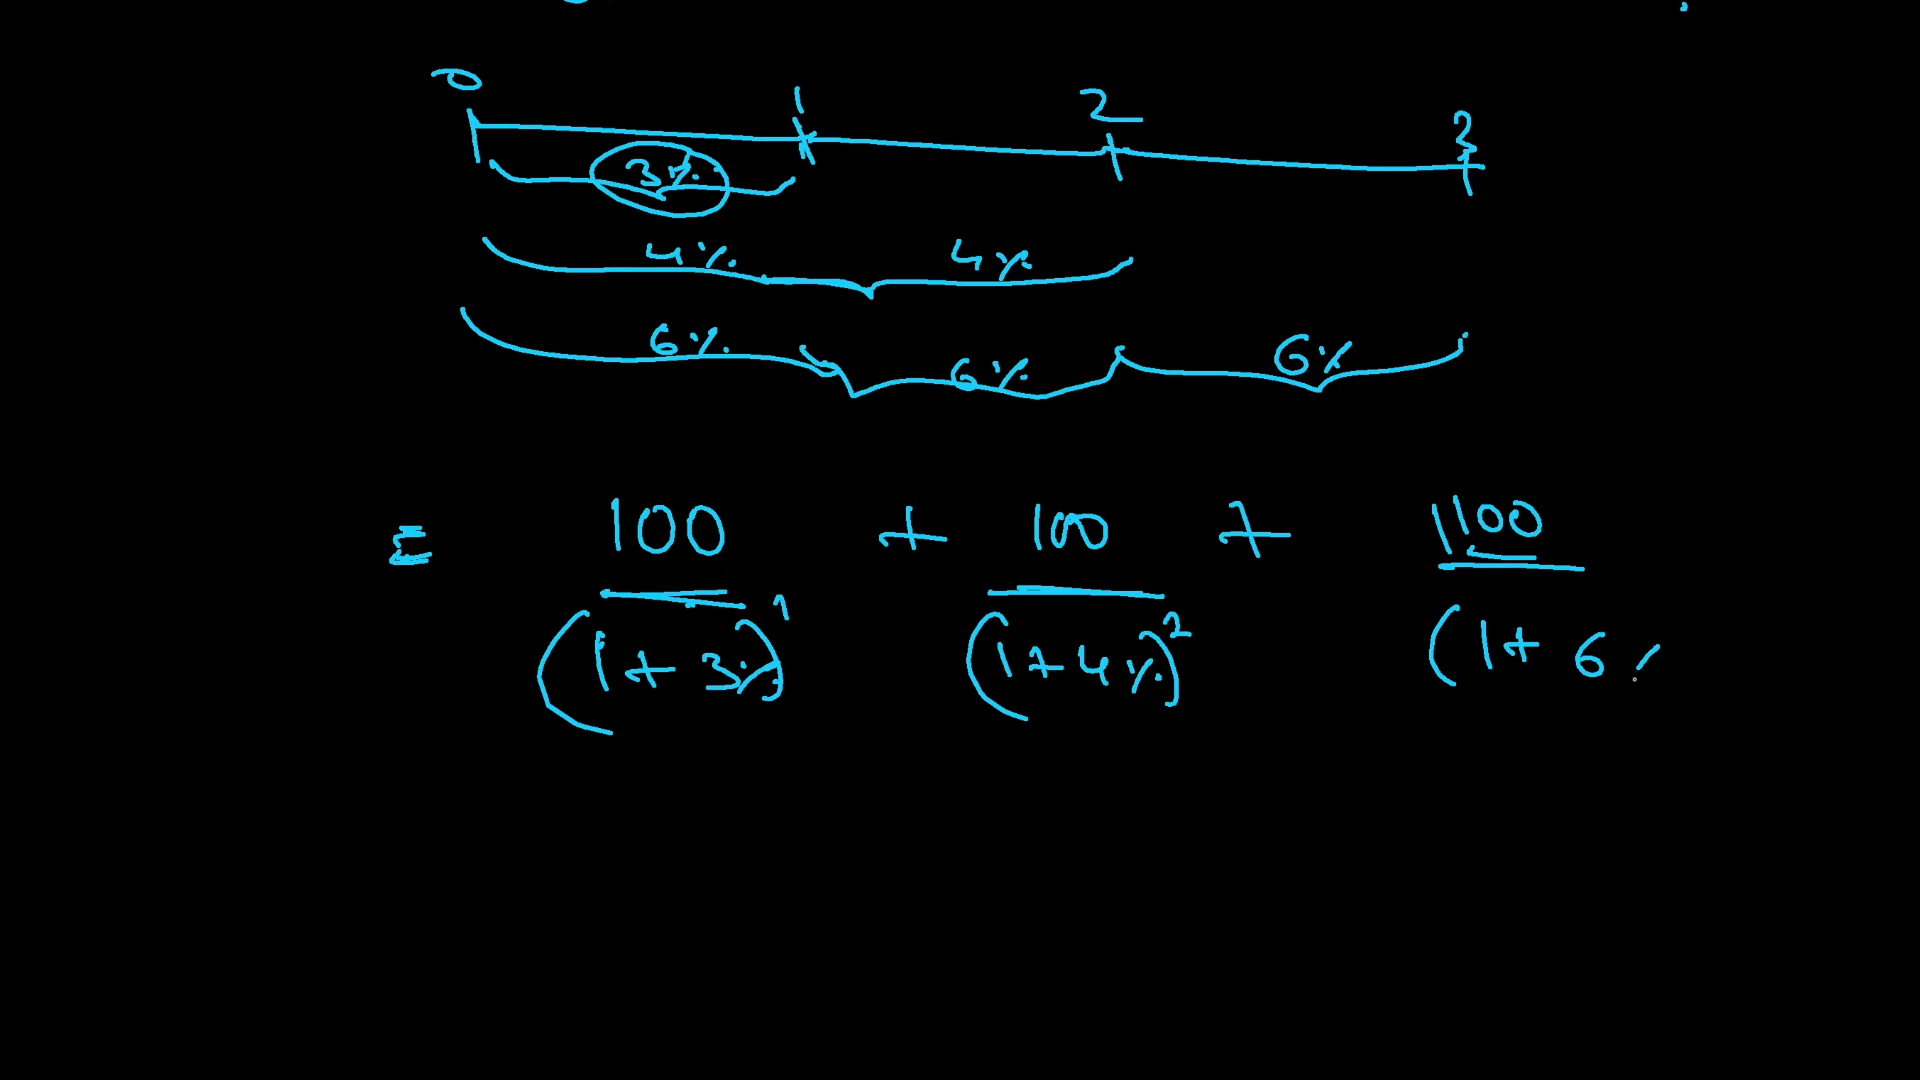 0 1 2 3
3%
4% 4%
6% 6% 6%
= 100 + 100 + 1100
(1+3%)^1 (1+4%)^2 (1+6